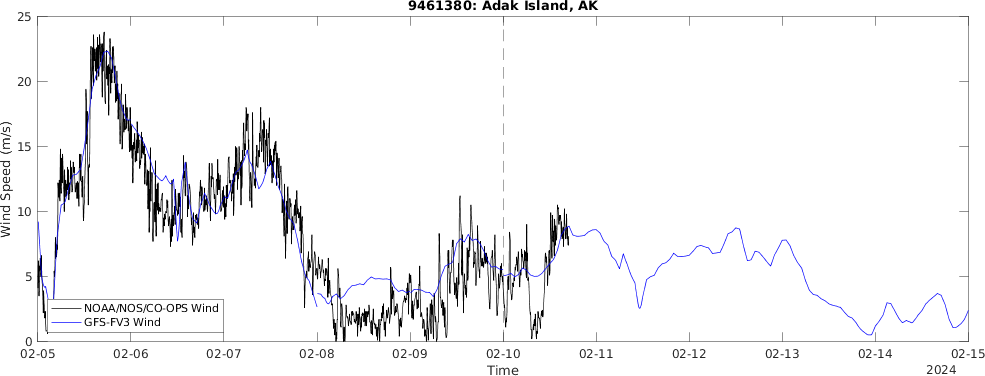 9461380: Adak Island, AK
25
20
15
10
5
0
Wind Speed (m/s)
NOAA/NOS/CO-OPS Wind
GFS-FV3 Wind
02-05 02-06 02-07 02-08 02-09 02-10 02-11 02-12 02-13 02-14 02-15
Time
2024